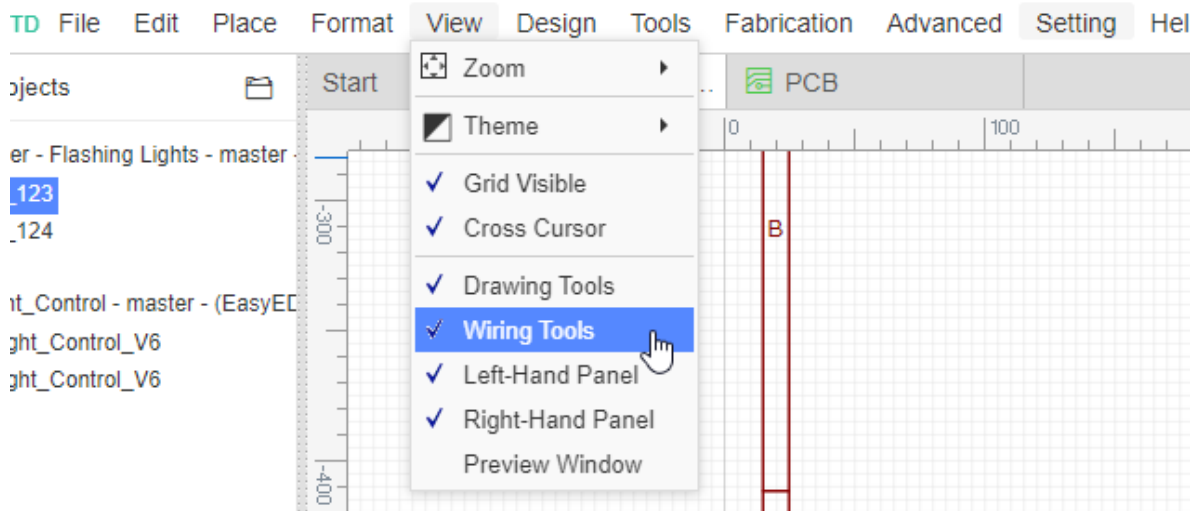 TD File Edit Place Format View Design Tools Fabrication Advanced Setting Hel
ojects
Start
..
PCB
Zoom
Theme
0
100
er - Flashing Lights - master -
_123
_124
Grid Visible
Cross Cursor
-300
B
Drawing Tools
nt_Control - master - (EasyED
Wiring Tools
ght_Control_V6
Left-Hand Panel
ght_Control_V6
Right-Hand Panel
Preview Window
-400